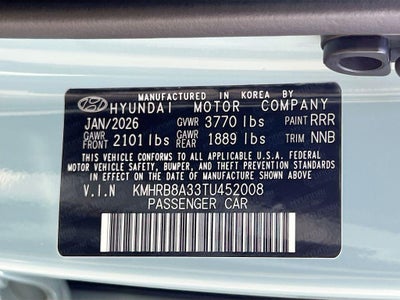 MANUFACTURED IN KOREA BY
HYUNDAI MOTOR COMPANY
JAN/2026 GVWR 3770 lbs PAINT RRR
GAWR FRONT 2101 lbs GAWR REAR 1889 lbs TRIM NNB
THIS VEHICLE CONFORMS TO ALL APPLICABLE U.S.A. FEDERAL
MOTOR VEHICLE SAFETY, BUMPER, AND THEFT PREVENTION STANDARDS
IN EFFECT ON THE DATE OF MANUFACTURE SHOWN ABOVE.
V.I.N KMHRB8A33TU452008
PASSENGER CAR